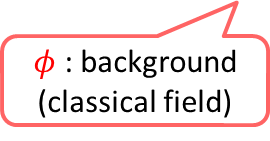 ϕ : background
(classical field)